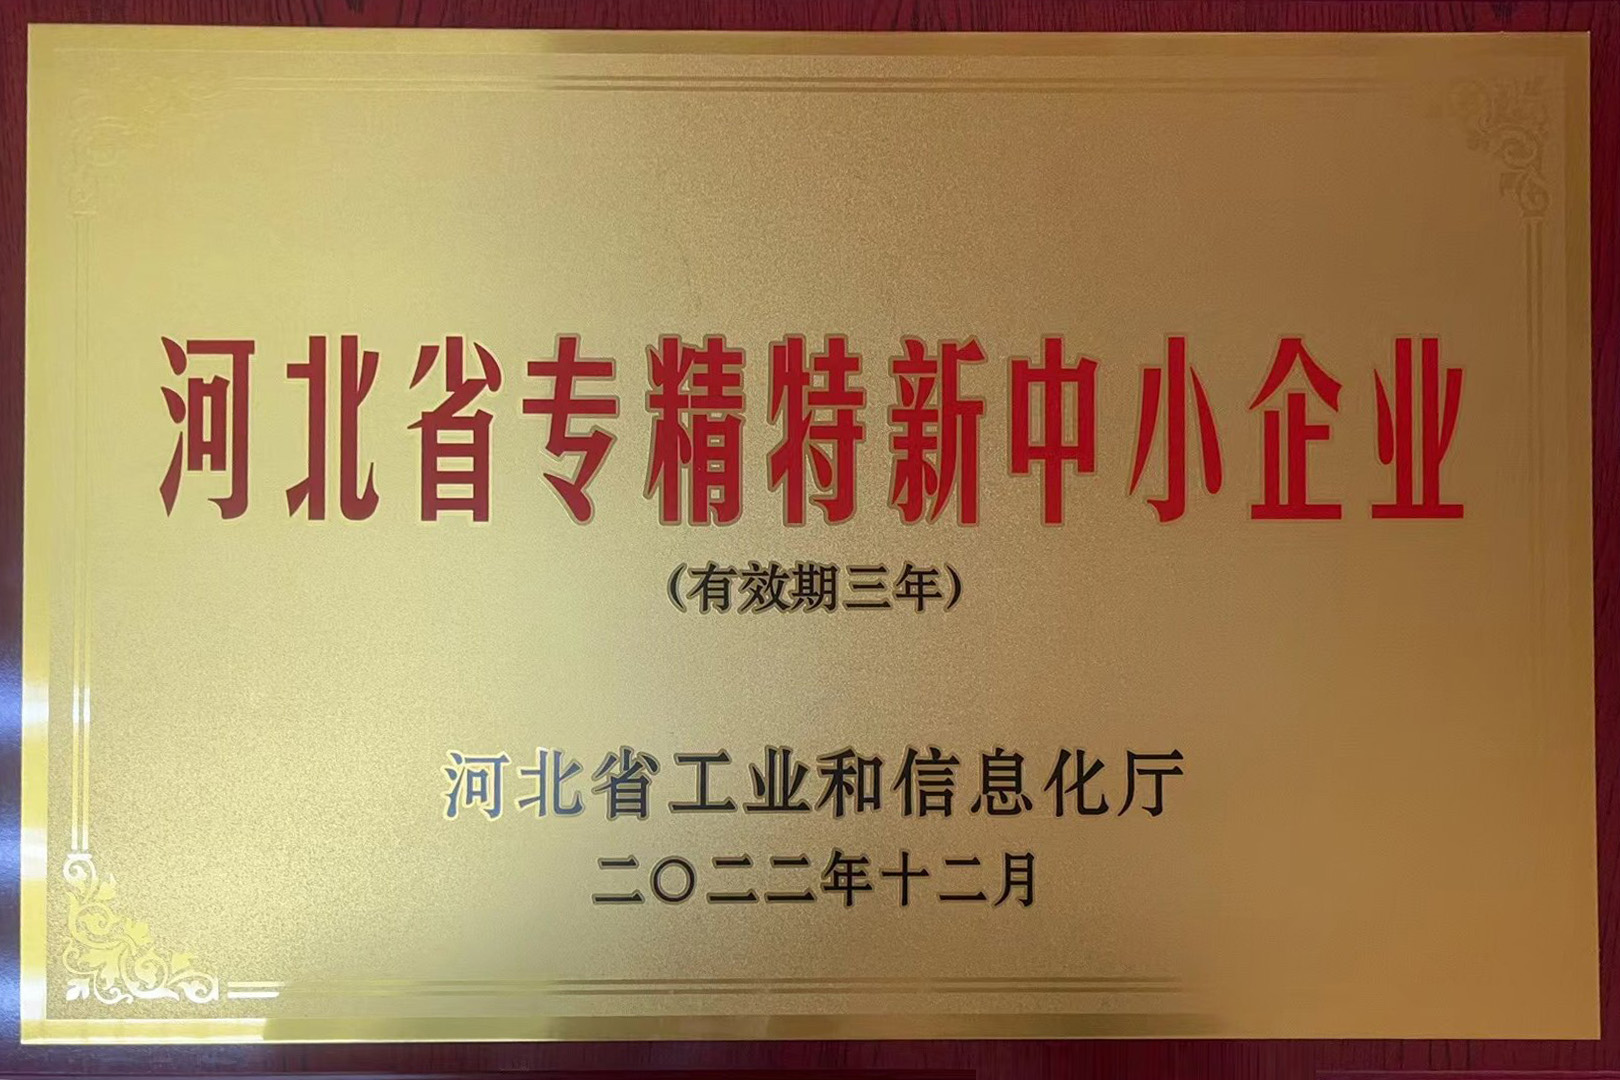 河北省专精特新中小企业
(有效期三年)
河北省工业和信息化厅
二〇二二年十二月